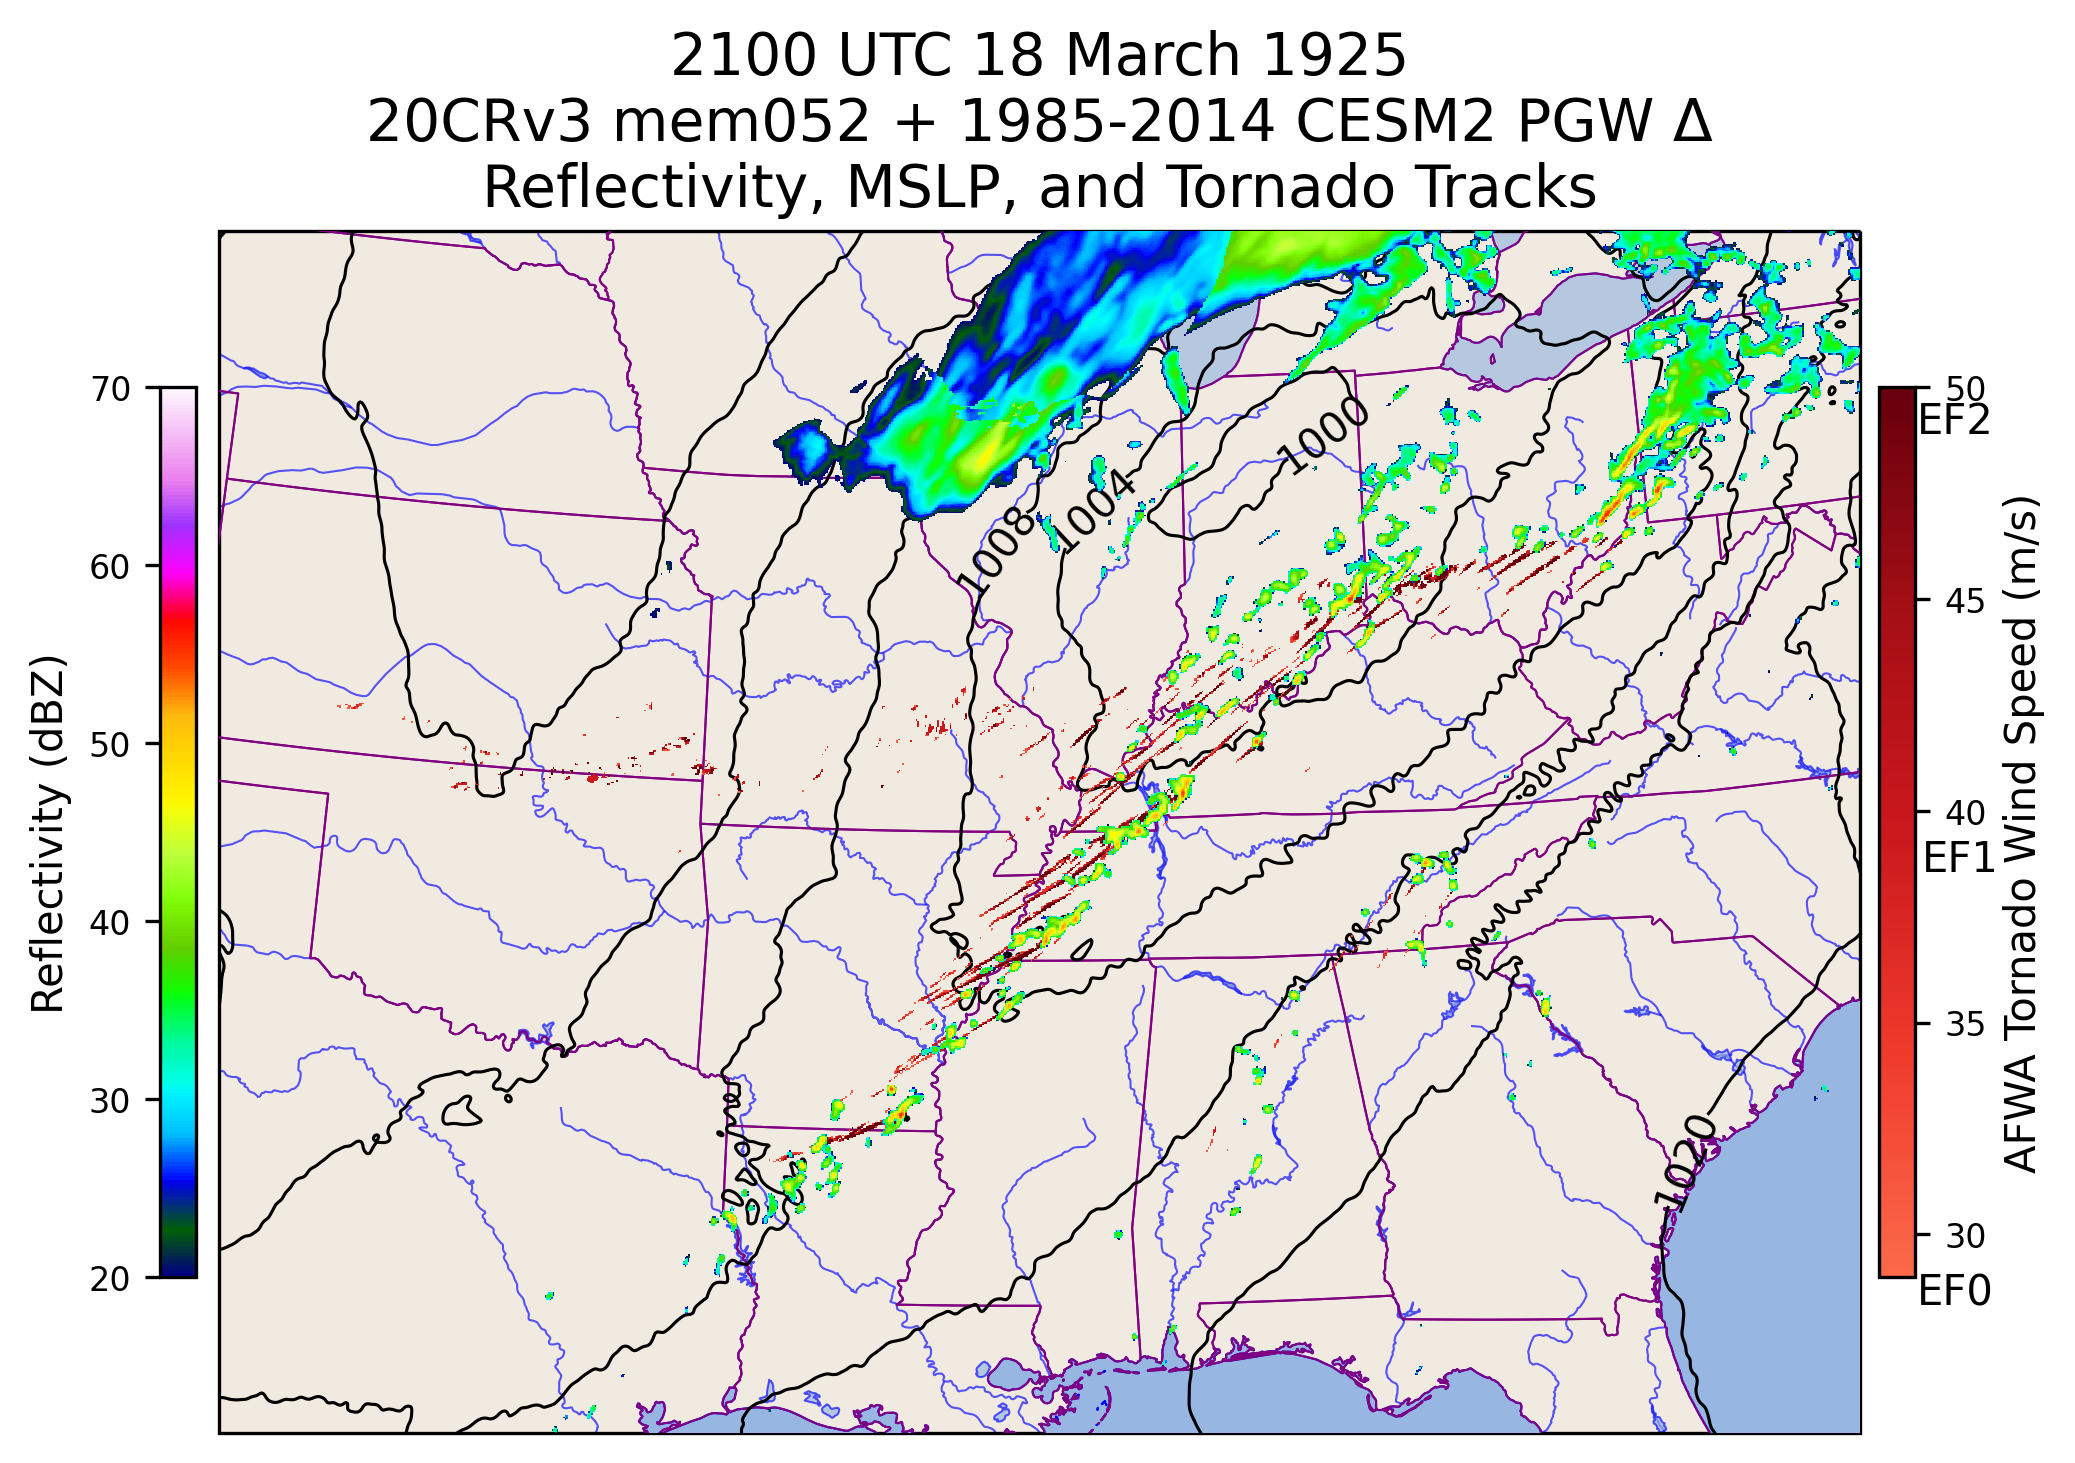 2100 UTC 18 March 1925
20CRv3 mem052 + 1985-2014 CESM2 PGW Δ
Reflectivity, MSLP, and Tornado Tracks
70
60
50
40
30
20
Reflectivity (dBZ)
1000
1004
1008
1020
50
EF2
45
40
EF1
35
30
EF0
AFWA Tornado Wind Speed (m/s)